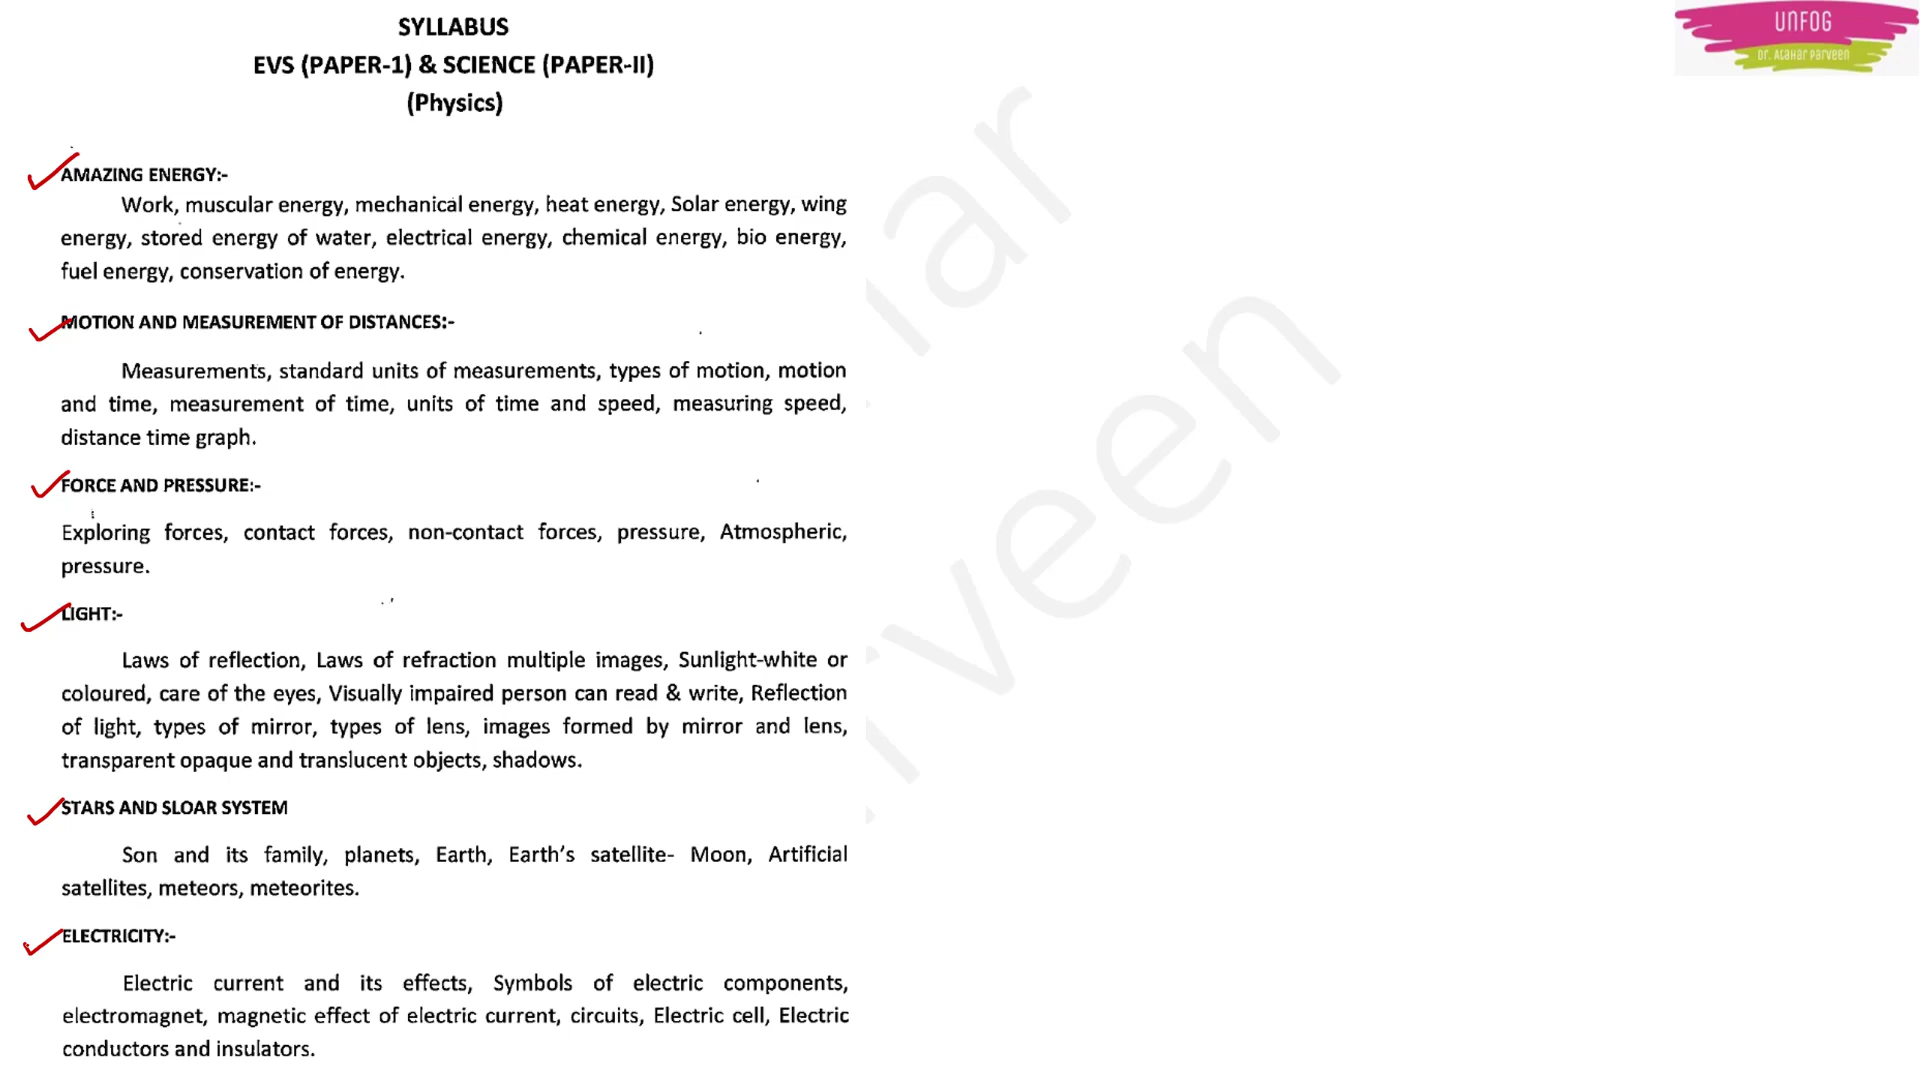 SYLLABUS
EVS (PAPER-1) & SCIENCE (PAPER-II)
(Physics)
UNFOG
Dr. Atahar Parveen
AMAZING ENERGY:-
Work, muscular energy, mechanical energy, heat energy, Solar energy, wing
energy, stored energy of water, electrical energy, chemical energy, bio energy,
fuel energy, conservation of energy.
MOTION AND MEASUREMENT OF DISTANCES:-
Measurements, standard units of measurements, types of motion, motion
and time, measurement of time, units of time and speed, measuring speed,
distance time graph.
FORCE AND PRESSURE:-
Exploring forces, contact forces, non-contact forces, pressure, Atmospheric,
pressure.
LIGHT:-
Laws of reflection, Laws of refraction multiple images, Sunlight-white or
coloured, care of the eyes, Visually impaired person can read & write, Reflection
of light, types of mirror, types of lens, images formed by mirror and lens,
transparent opaque and translucent objects, shadows.
STARS AND SLOAR SYSTEM
Son and its family, planets, Earth, Earth's satellite- Moon, Artificial
satellites, meteors, meteorites.
ELECTRICITY:-
Electric current and its effects, Symbols of electric components,
electromagnet, magnetic effect of electric current, circuits, Electric cell, Electric
conductors and insulators.